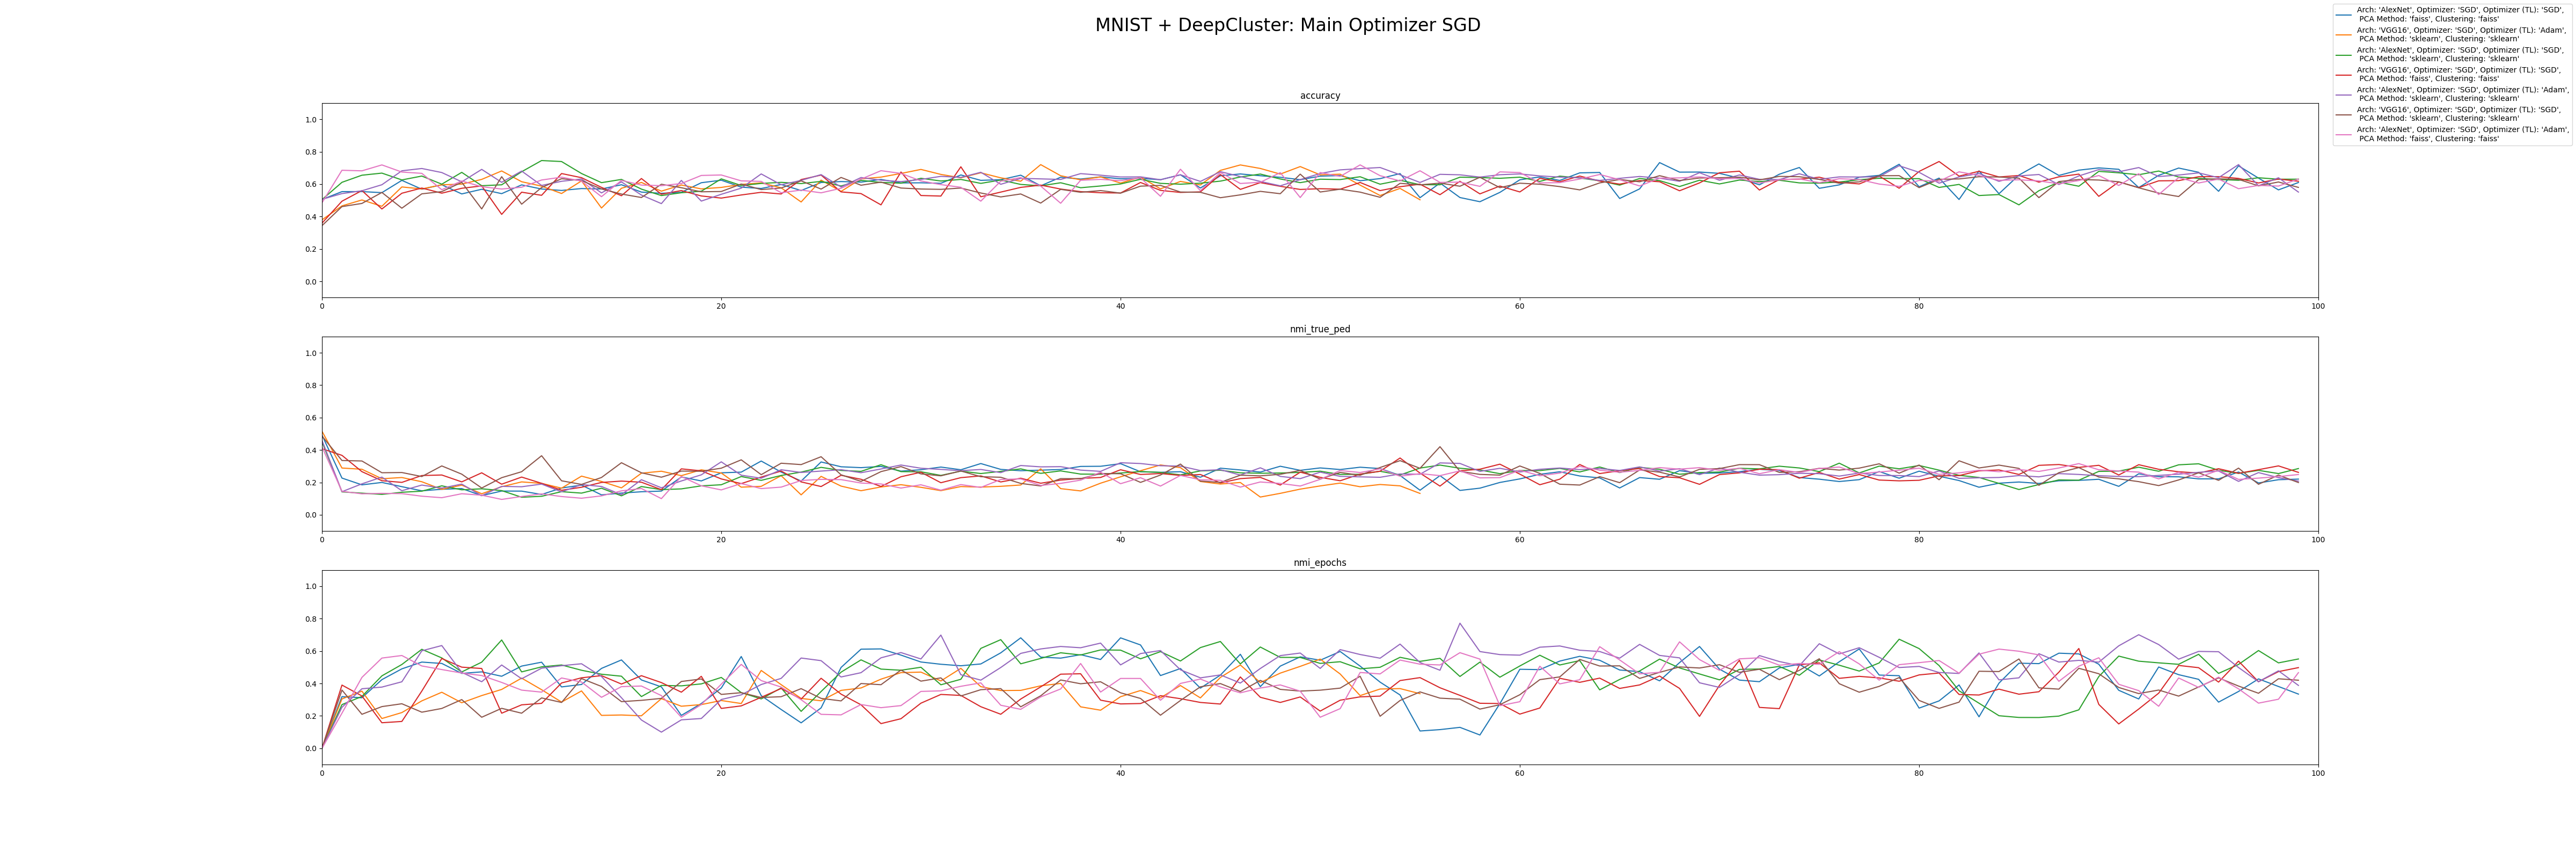 MNIST + DeepCluster: Main Optimizer SGD
Arch: 'AlexNet', Optimizer: 'SGD', Optimizer (TL): 'SGD',
PCA Method: 'faiss', Clustering: 'faiss'
Arch: 'VGG16', Optimizer: 'SGD', Optimizer (TL): 'Adam',
PCA Method: 'sklearn', Clustering: 'sklearn'
Arch: 'AlexNet', Optimizer: 'SGD', Optimizer (TL): 'SGD',
PCA Method: 'sklearn', Clustering: 'sklearn'
Arch: 'VGG16', Optimizer: 'SGD', Optimizer (TL): 'SGD',
PCA Method: 'faiss', Clustering: 'faiss'
Arch: 'AlexNet', Optimizer: 'SGD', Optimizer (TL): 'Adam',
PCA Method: 'sklearn', Clustering: 'sklearn'
Arch: 'VGG16', Optimizer: 'SGD', Optimizer (TL): 'SGD',
PCA Method: 'sklearn', Clustering: 'sklearn'
Arch: 'AlexNet', Optimizer: 'SGD', Optimizer (TL): 'Adam',
PCA Method: 'faiss', Clustering: 'faiss'
accuracy
1.0
0.8
0.6
0.4
0.2
0.0
0 20 40 60 80 100
nmi_true_ped
1.0
0.8
0.6
0.4
0.2
0.0
0 20 40 60 80 100
nmi_epochs
1.0
0.8
0.6
0.4
0.2
0.0
0 20 40 60 80 100